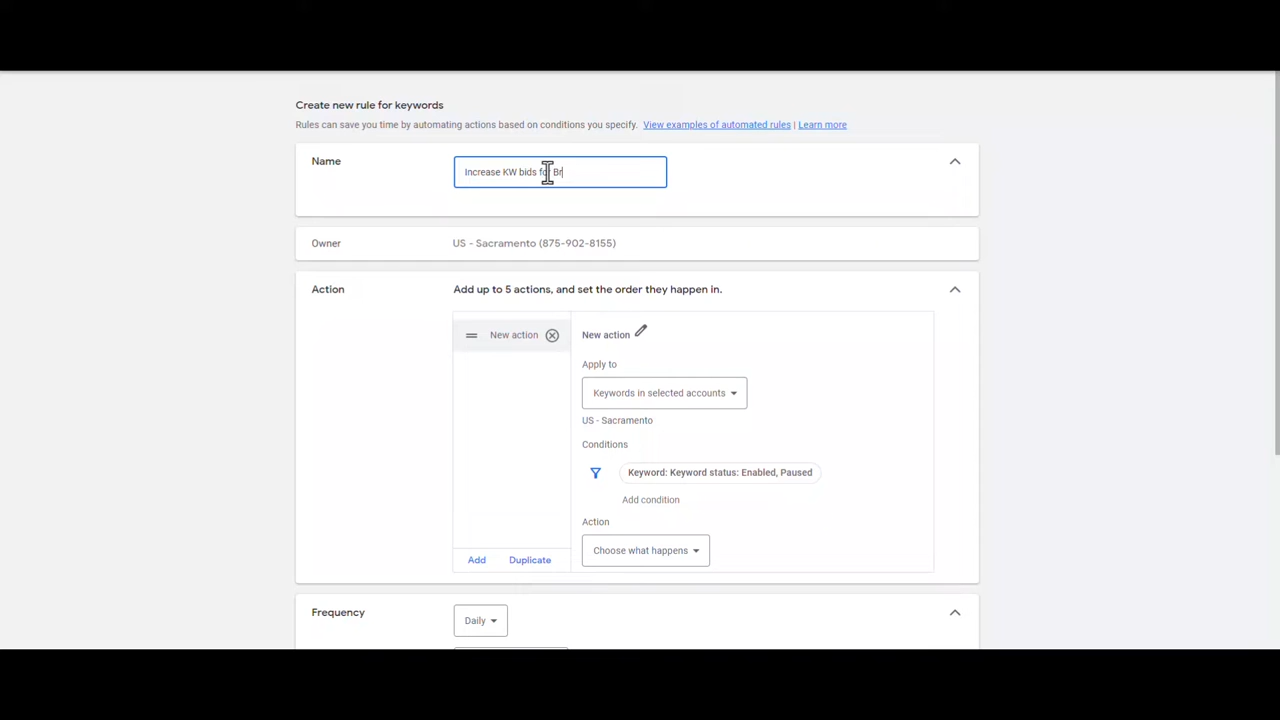 Create new rule for keywords
Rules can save you time by automating actions based on conditions you specify. View examples of automated rules | Learn more
Name
Increase KW bids for Br
Owner
US - Sacramento (875-902-8155)
Action
Add up to 5 actions, and set the order they happen in.
New action
New action
Apply to
Keywords in selected accounts
US - Sacramento
Conditions
Keyword: Keyword status: Enabled, Paused
Add condition
Action
Choose what happens
Add
Duplicate
Frequency
Daily